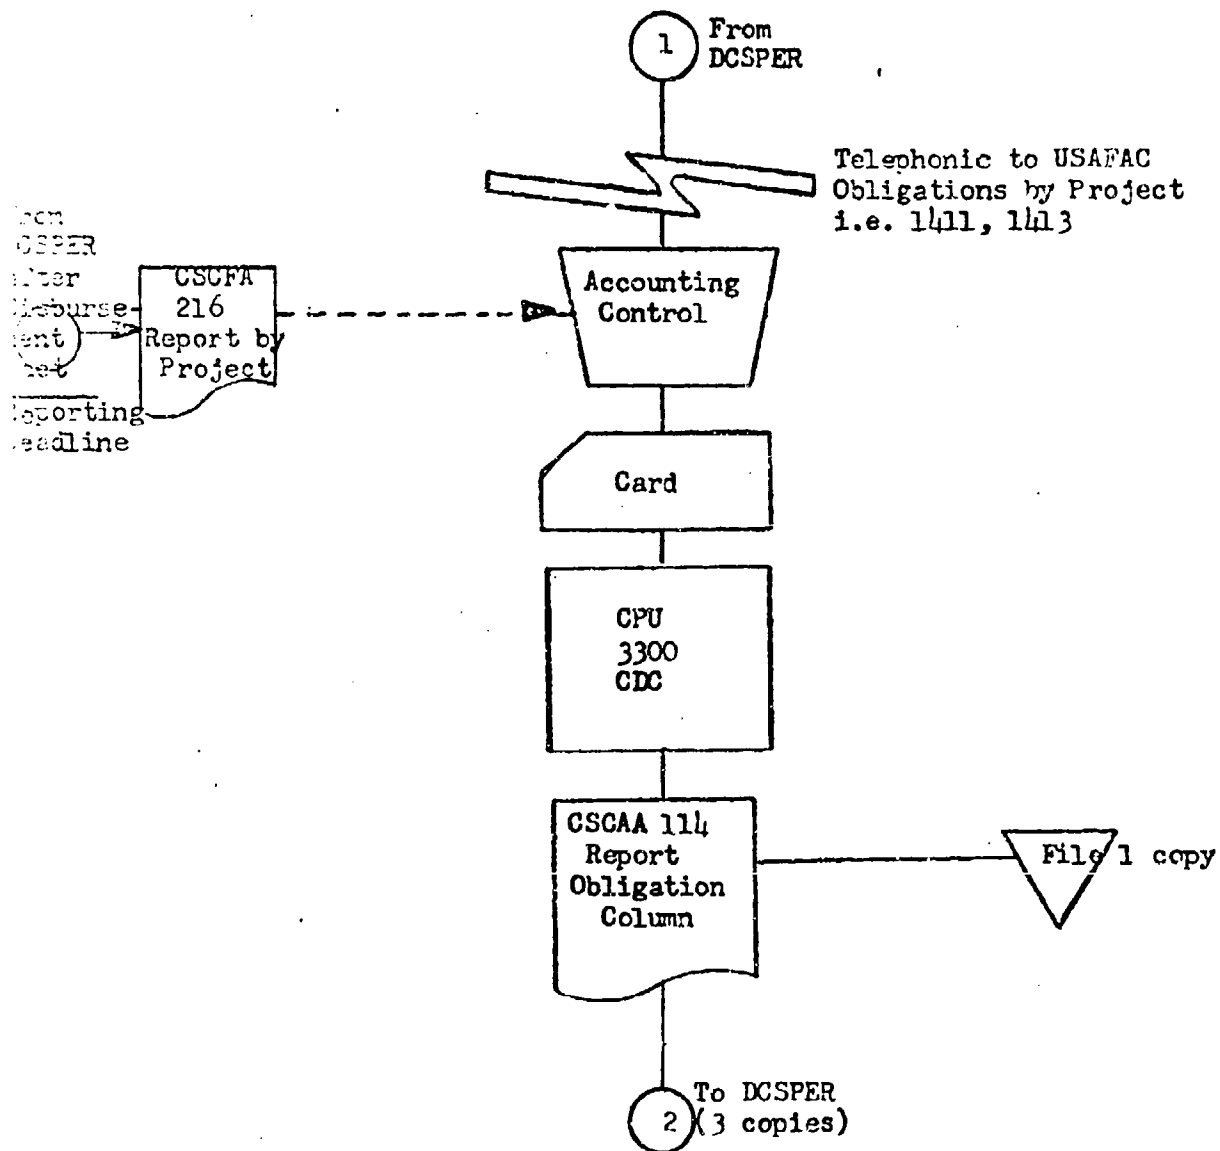 1
From
DCSPER
Telephonic to USAFAC
Obligations by Project
i.e. 1411, 1413
Accounting
Control
CSCFA
216
Report by
Project
Card
CPU
3300
CDC
CSCAA 114
Report
Obligation
Column
File 1 copy
2
To DCSPER
(3 copies)